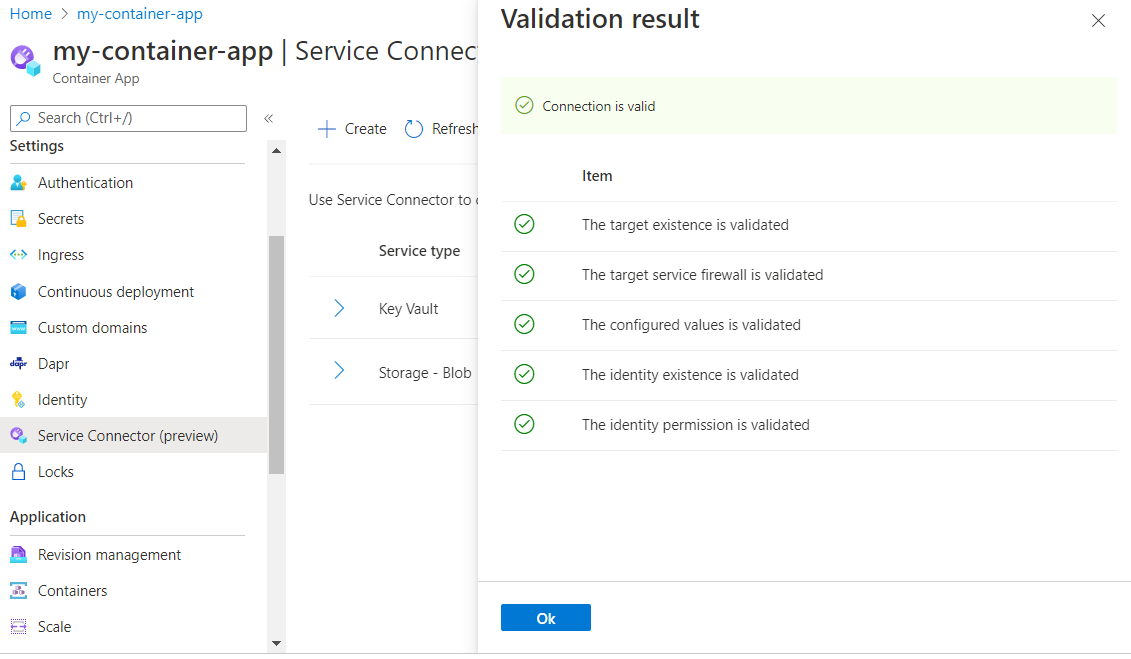 Home > my-container-app
my-container-app | Service Connec
Container App
Search (Ctrl+/)
«
Settings
Authentication
Secrets
Ingress
Continuous deployment
Custom domains
Dapr
Identity
Service Connector (preview)
Locks
Application
Revision management
Containers
Scale
Create Refresh
Use Service Connector to c
Service type
Key Vault
Storage - Blob
Validation result
Connection is valid
Item
The target existence is validated
The target service firewall is validated
The configured values is validated
The identity existence is validated
The identity permission is validated
Ok